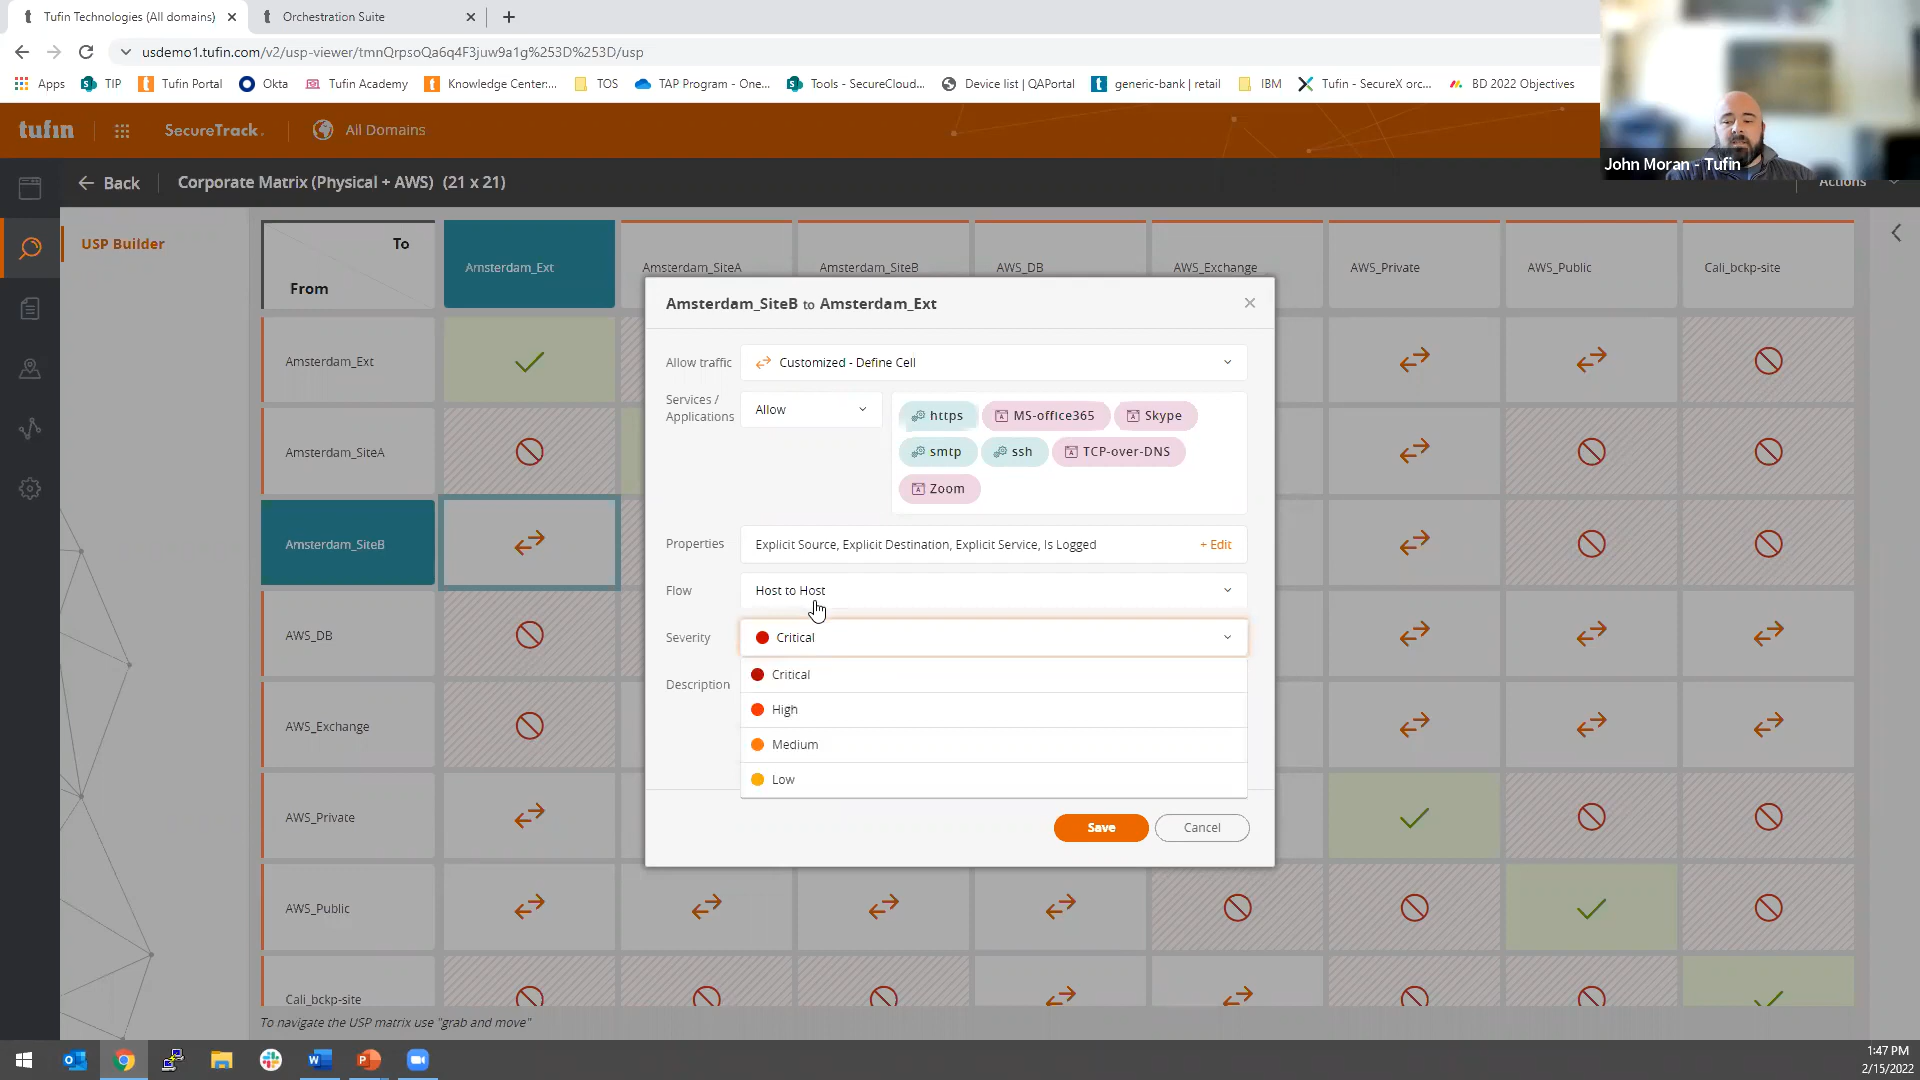 Tufin Technologies (All domains)
Orchestration Suite
usdemo1.tufin.com/v2/usp-viewer/tmnQrpsoQa6q4F3juw9a1g%253D%253D/usp
Apps TIP Tufin Portal Okta Tufin Academy Knowledge Center:... TOS TAP Program - One... Tools - SecureCloud... Device list | QAPortal generic-bank | retail IBM Tufin - SecureX orc... BD 2022 Objectives
tufin SecureTrack. All Domains
John Moran - Tufin
Back Corporate Matrix (Physical + AWS) (21 x 21) Actions
USP Builder
To
From
Amsterdam_Ext Amsterdam_SiteA Amsterdam_SiteB AWS_DB AWS_Exchange AWS_Private AWS_Public Cali_bckp-site
Amsterdam_Ext
Amsterdam_SiteA
Amsterdam_SiteB
AWS_DB
AWS_Exchange
AWS_Private
AWS_Public
Cali_bckp-site
Amsterdam_SiteB to Amsterdam_Ext
Allow traffic Customized - Define Cell
Services /
Applications
Allow
https MS-office365 Skype
smtp ssh TCP-over-DNS
Zoom
Properties Explicit Source, Explicit Destination, Explicit Service, Is Logged + Edit
Flow Host to Host
Severity Critical
Description
Critical
High
Medium
Low
Save Cancel
To navigate the USP matrix use "grab and move"
1:47 PM
2/15/2022